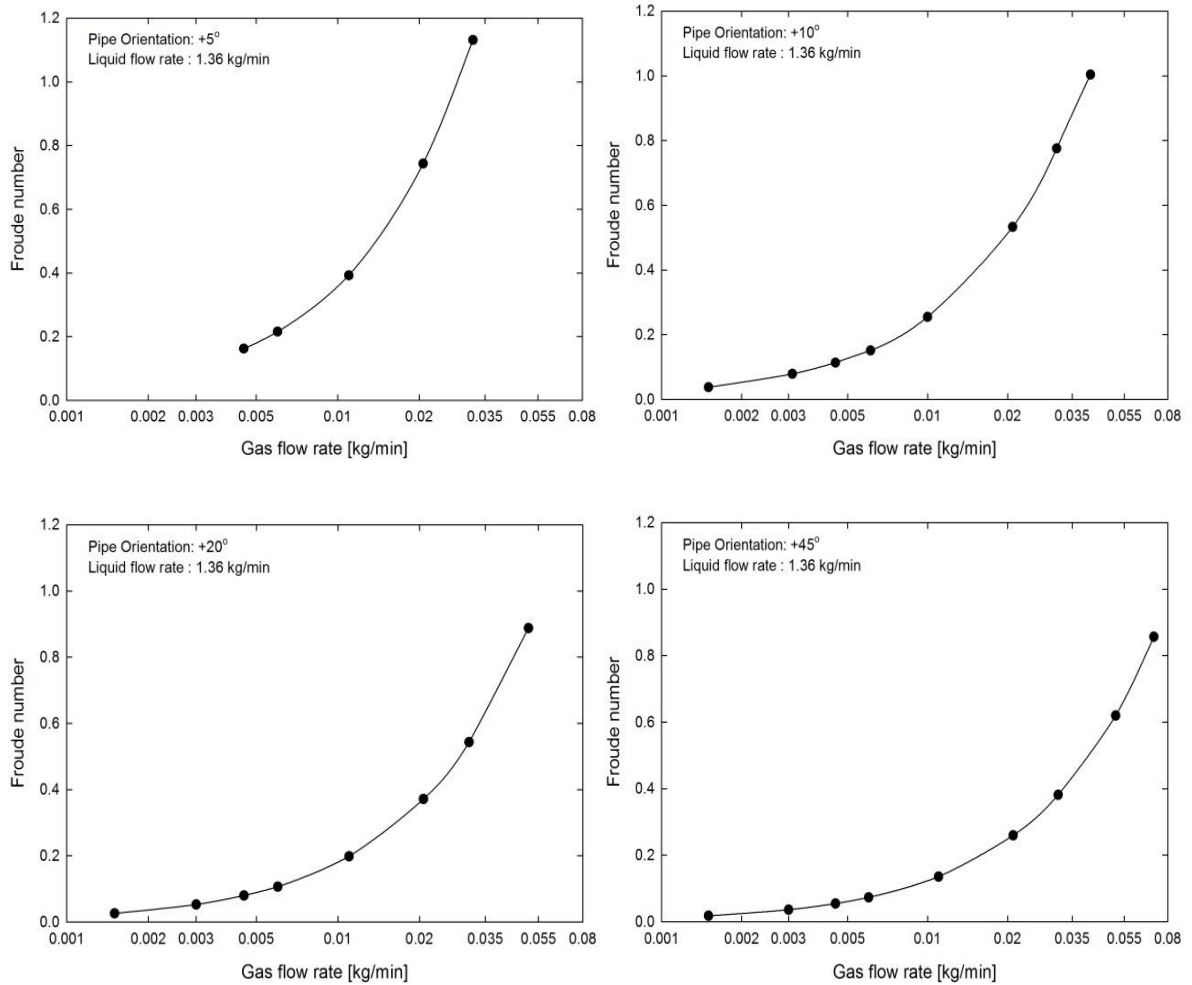 Pipe Orientation: +5°
Liquid flow rate : 1.36 kg/min
1.2
1.0
0.8
0.6
0.4
0.2
0.0
Froude number
0.001 0.002 0.003 0.005 0.01 0.02 0.035 0.055 0.08
Gas flow rate [kg/min]
Pipe Orientation: +10°
Liquid flow rate : 1.36 kg/min
1.2
1.0
0.8
0.6
0.4
0.2
0.0
Froude number
0.001 0.002 0.003 0.005 0.01 0.02 0.035 0.055 0.08
Gas flow rate [kg/min]
Pipe Orientation: +20°
Liquid flow rate : 1.36 kg/min
1.2
1.0
0.8
0.6
0.4
0.2
0.0
Froude number
0.001 0.002 0.003 0.005 0.01 0.02 0.035 0.055 0.08
Gas flow rate [kg/min]
Pipe Orientation: +45°
Liquid flow rate : 1.36 kg/min
1.2
1.0
0.8
0.6
0.4
0.2
0.0
Froude number
0.001 0.002 0.003 0.005 0.01 0.02 0.035 0.055 0.08
Gas flow rate [kg/min]